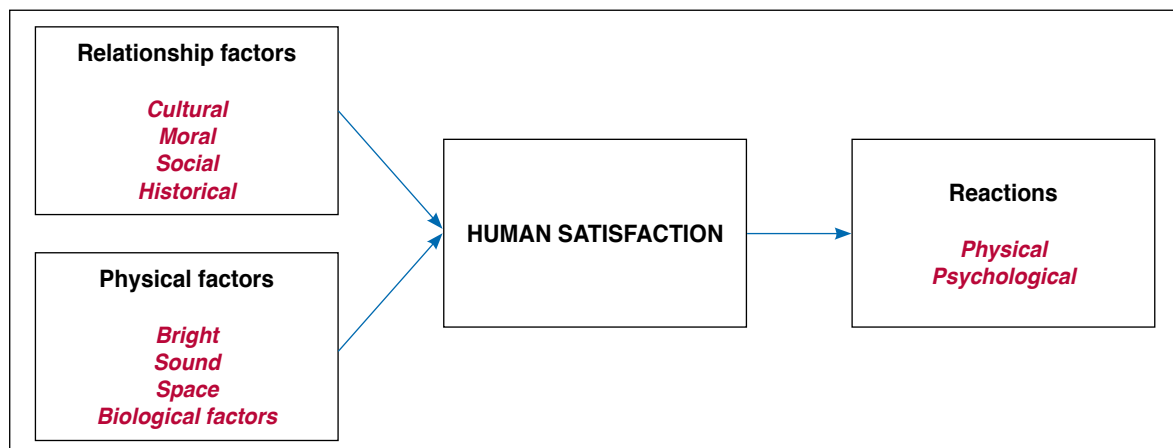 Relationship factors
Cultural
Moral
Social
Historical
Physical factors
Bright
Sound
Space
Biological factors
HUMAN SATISFACTION
Reactions
Physical
Psychological